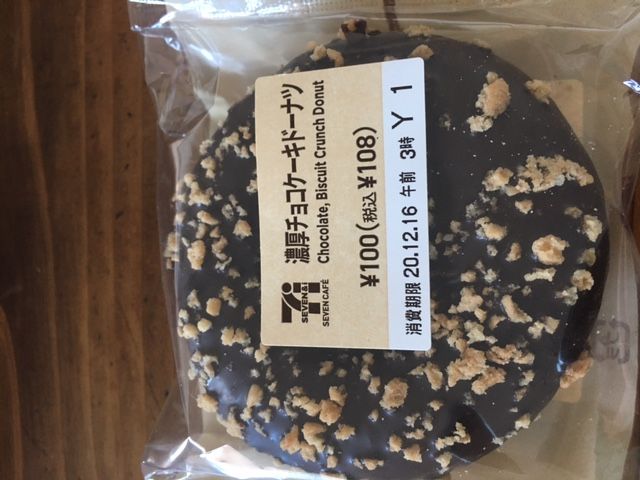 濃厚チョコケーキドーナツ
Chocolate, Biscuit Crunch Donut
SEVEN&i
SEVEN CAFÉ
¥100(税込¥108)
消費期限 20.12.16 午前 3時 Y 1